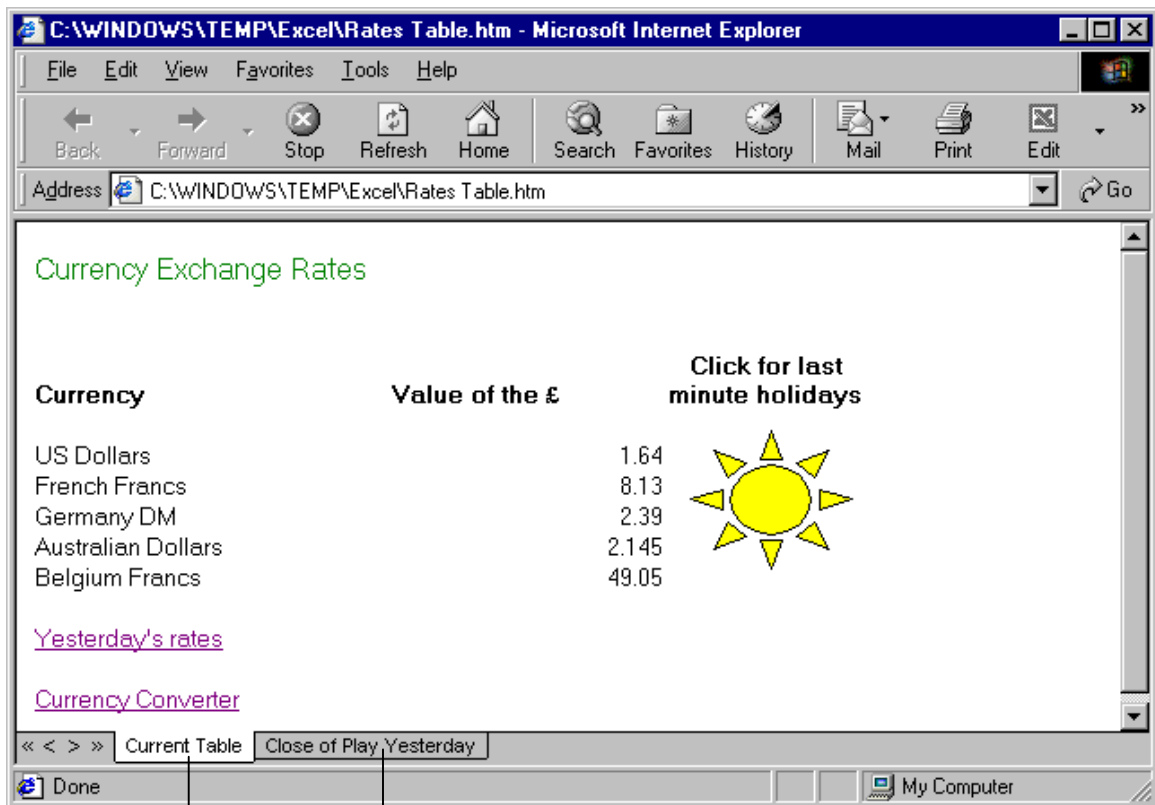 C:\WINDOWS\TEMP\Excel\Rates Table.htm - Microsoft Internet Explorer
File Edit View Favorites Tools Help
Back Forward Stop Refresh Home Search Favorites History Mail Print Edit »
Address C:\WINDOWS\TEMP\Excel\Rates Table.htm Go
Currency Exchange Rates
Click for last
Currency Value of the £ minute holidays
US Dollars 1.64
French Francs 8.13
Germany DM 2.39
Australian Dollars 2.145
Belgium Francs 49.05
Yesterday's rates
Currency Converter
« < > » Current Table Close of Play Yesterday
Done My Computer